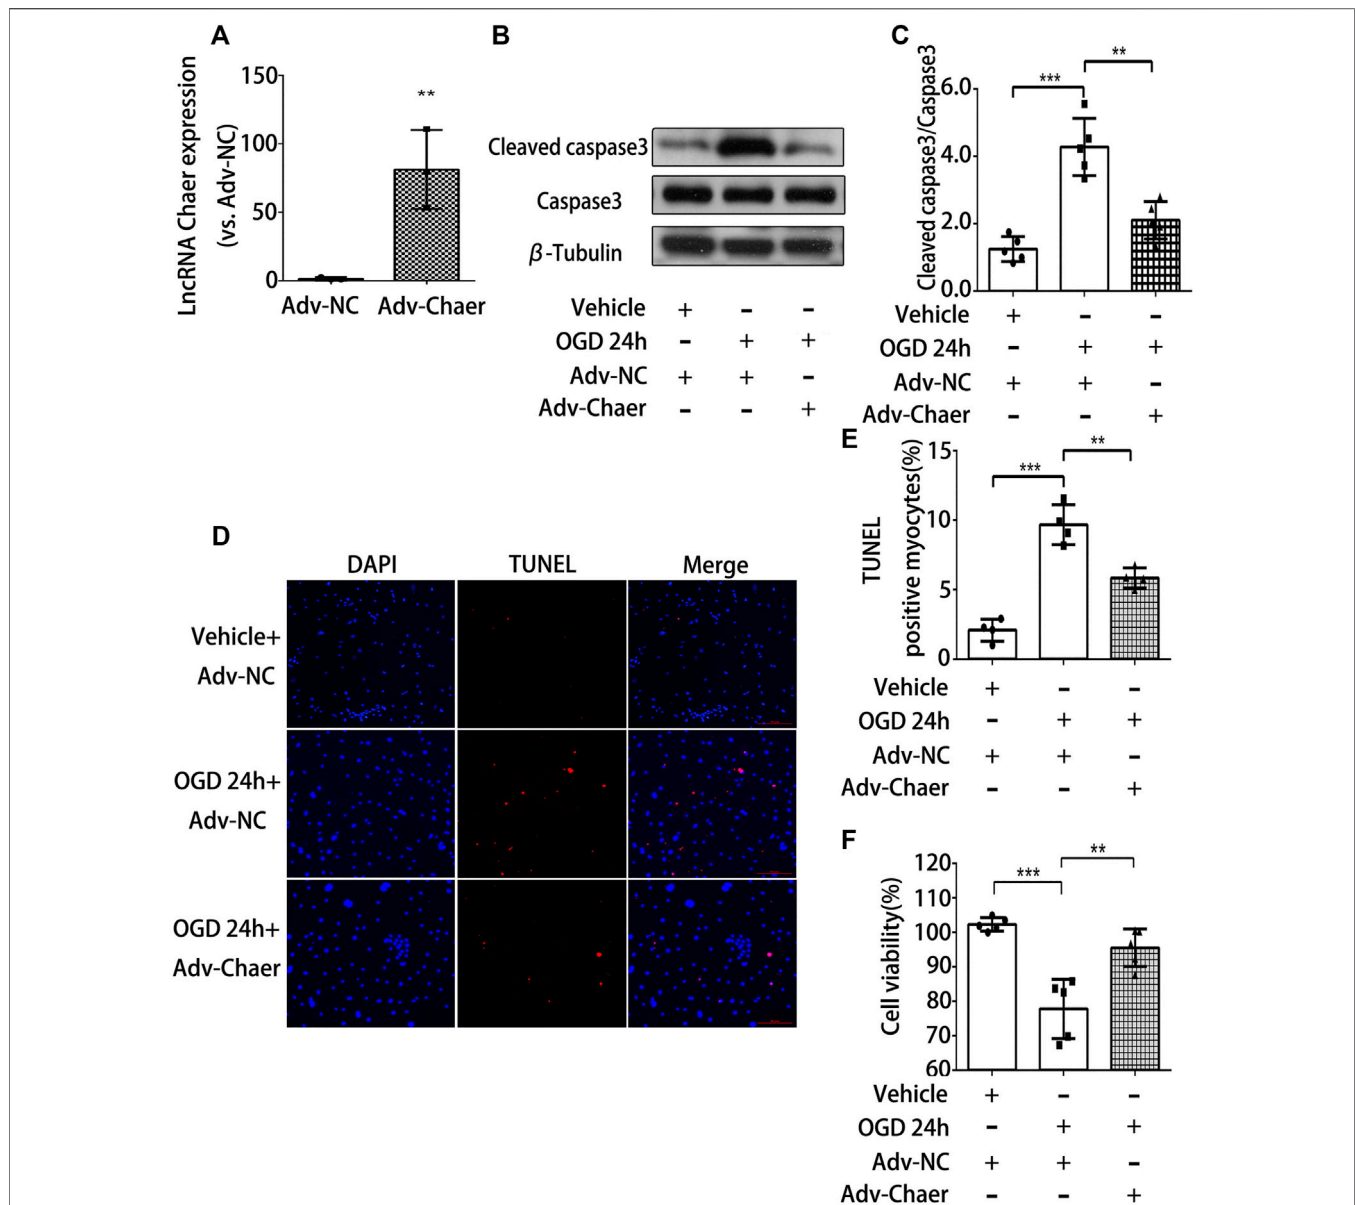 A
LncRNA Chaer expression
(vs. Adv-NC)
150
100
50
0
**
Adv-NC Adv-Chaer
B
Cleaved caspase3
Caspase3
β-Tubulin
Vehicle + - -
OGD 24h - + +
Adv-NC + + -
Adv-Chaer - - +
C
Cleaved caspase3/Caspase3
6.0
4.0
2.0
0.0
*** **
Vehicle + - -
OGD 24h - + +
Adv-NC + + -
Adv-Chaer - - +
D
DAPI TUNEL Merge
Vehicle+
Adv-NC
OGD 24h+
Adv-NC
OGD 24h+
Adv-Chaer
E
TUNEL
positive myocytes(%)
15
10
5
0
*** **
Vehicle + - -
OGD 24h - + +
Adv-NC + + -
Adv-Chaer - - +
F
Cell viability(%)
120
110
100
90
80
70
60
*** **
Vehicle + - -
OGD 24h - + +
Adv-NC + + -
Adv-Chaer - - +